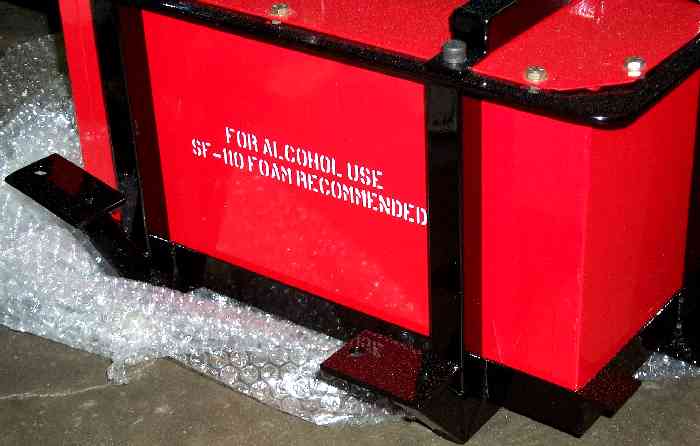 FOR ALCOHOL USE
SF-110 FOAM RECOMMENDED